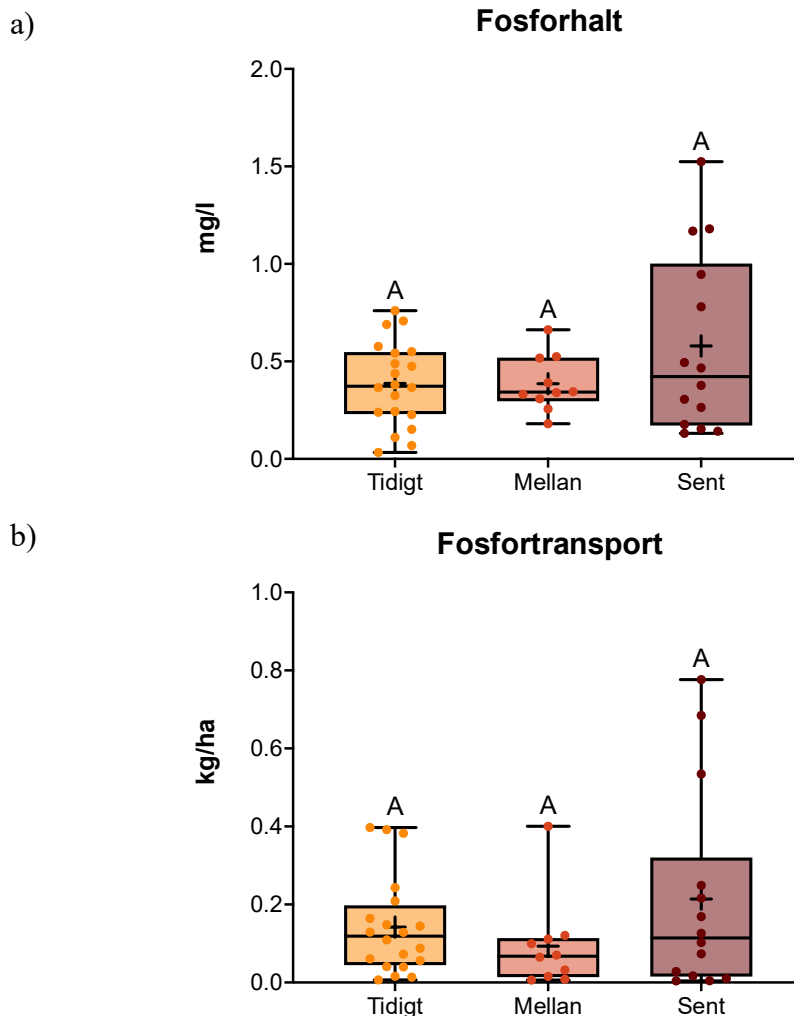 a)
Fosforhalt
2.0
1.5
1.0
0.5
0.0
mg/l
A
A
A
Tidigt Mellan Sent
b)
Fosfortransport
1.0
0.8
0.6
0.4
0.2
0.0
kg/ha
A
A
A
Tidigt Mellan Sent